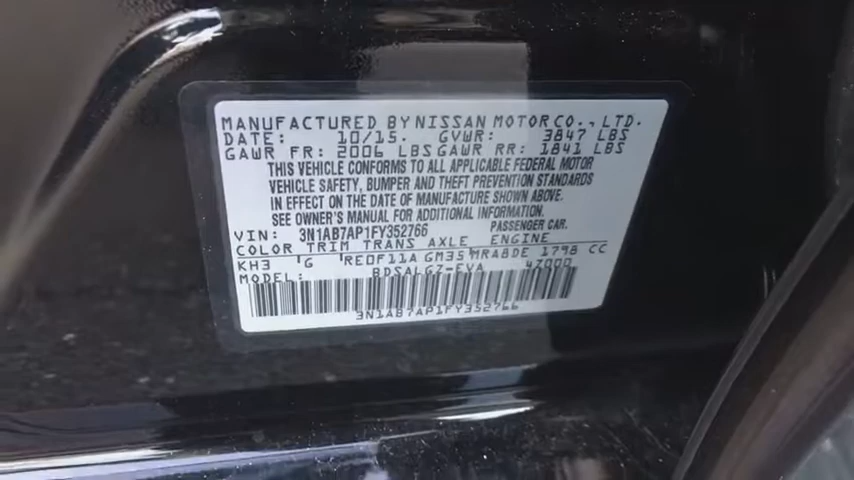 MANUFACTURED BY NISSAN MOTOR CO., LTD.
DATE: 10/15. GVWR: 3847 LBS
GAWR FR: 2006 LBS GAWR RR: 1841 LBS
THIS VEHICLE CONFORMS TO ALL APPLICABLE FEDERAL MOTOR
VEHICLE SAFETY, BUMPER AND THEFT PREVENTION STANDARDS
IN EFFECT ON THE DATE OF MANUFACTURE SHOWN ABOVE.
SEE OWNER'S MANUAL FOR ADDITIONAL INFORMATION.
VIN: 3N1AB7AP1FY352766 PASSENGER CAR.
COLOR TRIM TRANS AXLE ENGINE
KH3 G RE0F11A GM35 MRA8DE 1798 CC
MODEL: BDSALGZ-EVA 47000
3N1AB7AP1FY352766